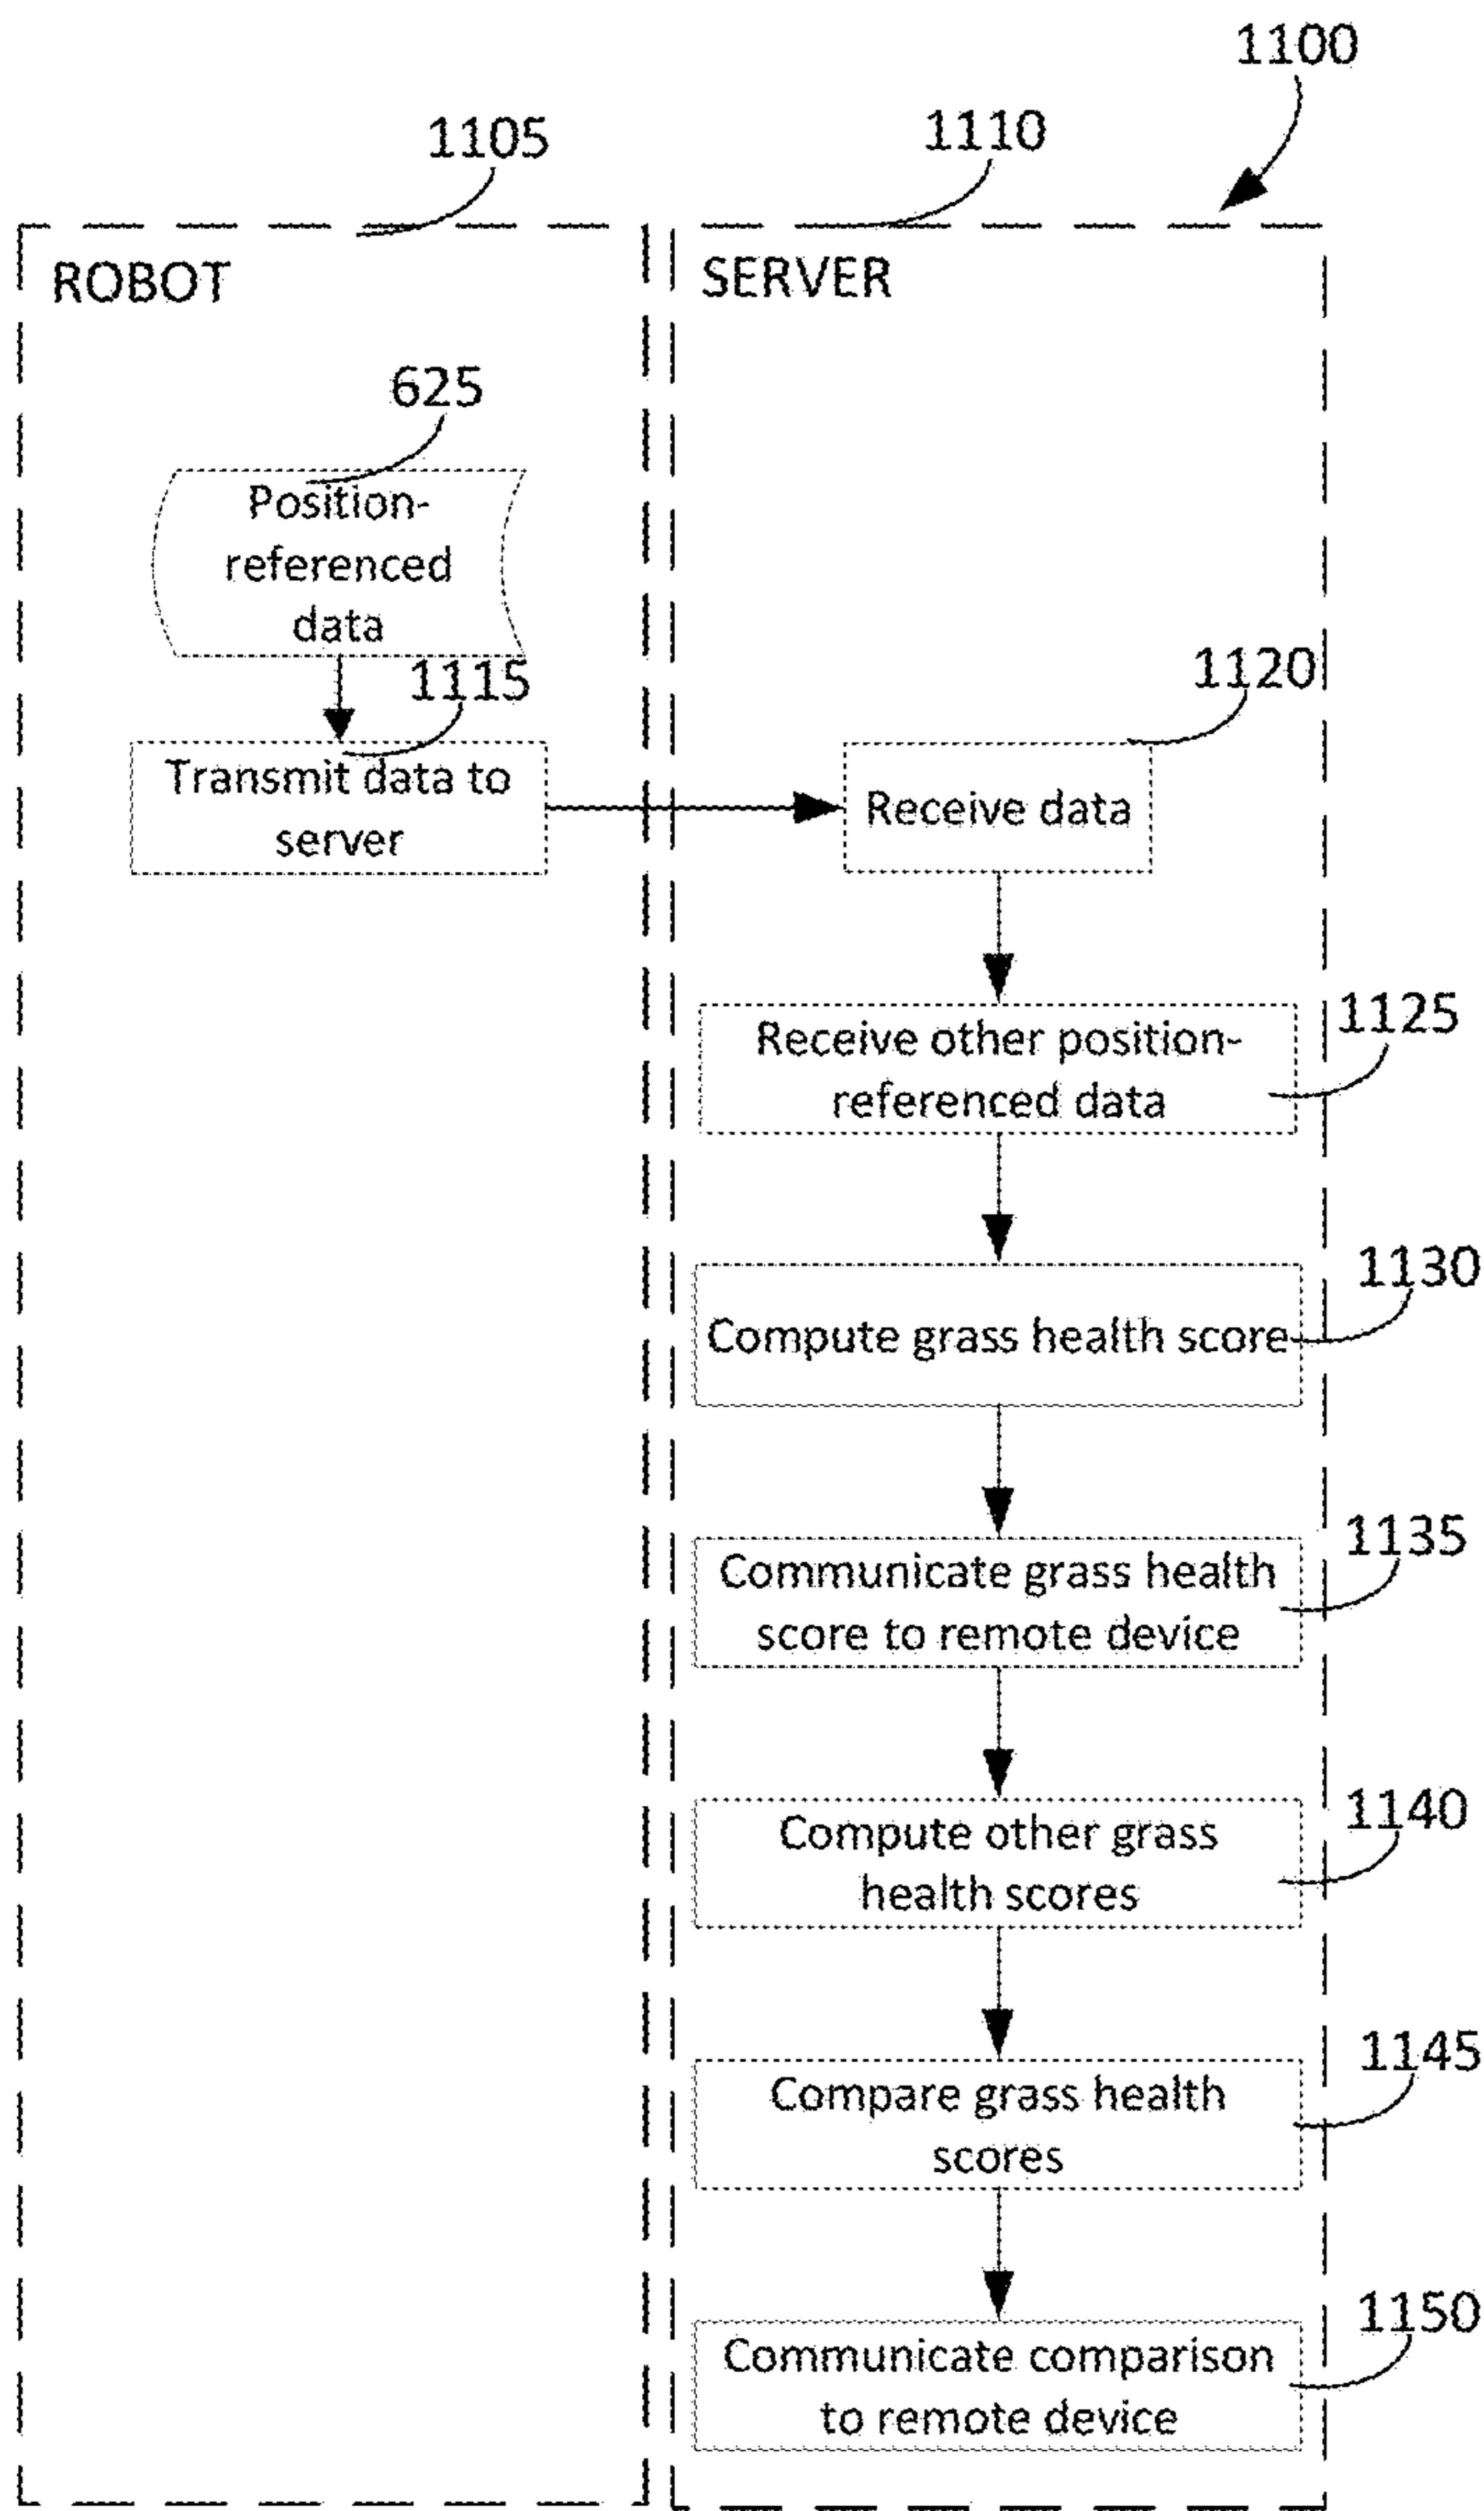 1100
1105
1110
ROBOT
SERVER
625
Position-
referenced
data
1115
Transmit data to
server
1120
Receive data
1125
Receive other position-
referenced data
1130
Compute grass health score
1135
Communicate grass health
score to remote device
1140
Compute other grass
health scores
1145
Compare grass health
scores
1150
Communicate comparison
to remote device